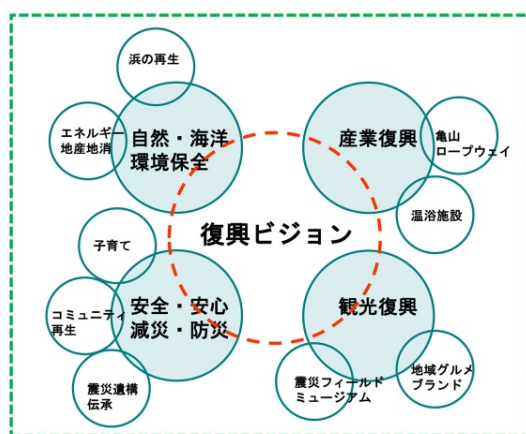 浜の再生
エネルギー
地産地消
自然・海洋
環境保全
産業復興
亀山
ロープウェイ
温浴施設
復興ビジョン
子育て
コミュニティ
再生
安全・安心
減災・防災
震災遺構
伝承
観光復興
震災フィールド
ミュージアム
地域グルメ
ブランド